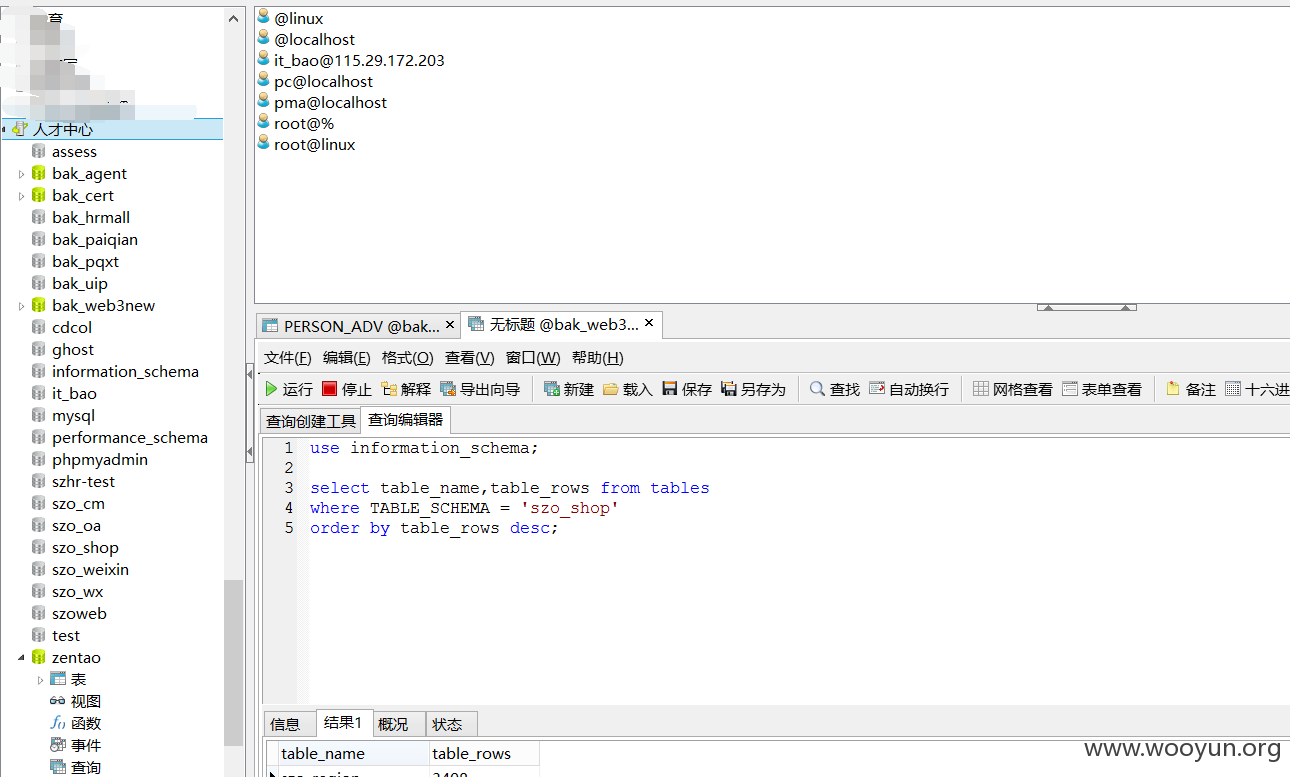 育
人才中心
assess
bak_agent
bak_cert
bak_hrmall
bak_paiqian
bak_pqxt
bak_uip
bak_web3new
cdcol
ghost
information_schema
it_bao
mysql
performance_schema
phpmyadmin
szhr-test
szo_cm
szo_oa
szo_shop
szo_weixin
szo_wx
szoweb
test
zentao
表
视图
函数
事件
查询
@linux
@localhost
it_bao@115.29.172.203
pc@localhost
pma@localhost
root@%
root@linux
PERSON_ADV @bak... 无标题 @bak_web3...
文件(F) 编辑(E) 格式(O) 查看(V) 窗口(W) 帮助(H)
运行 停止 解释 导出向导 新建 载入 保存 另存为 查找 自动换行 网格查看 表单查看 备注 十六进
查询创建工具 查询编辑器
1 use information_schema;
2
3 select table_name,table_rows from tables
4 where TABLE_SCHEMA = 'szo_shop'
5 order by table_rows desc;
信息 结果1 概况 状态
table_name table_rows
szo_region 3408
www.wooyun.org